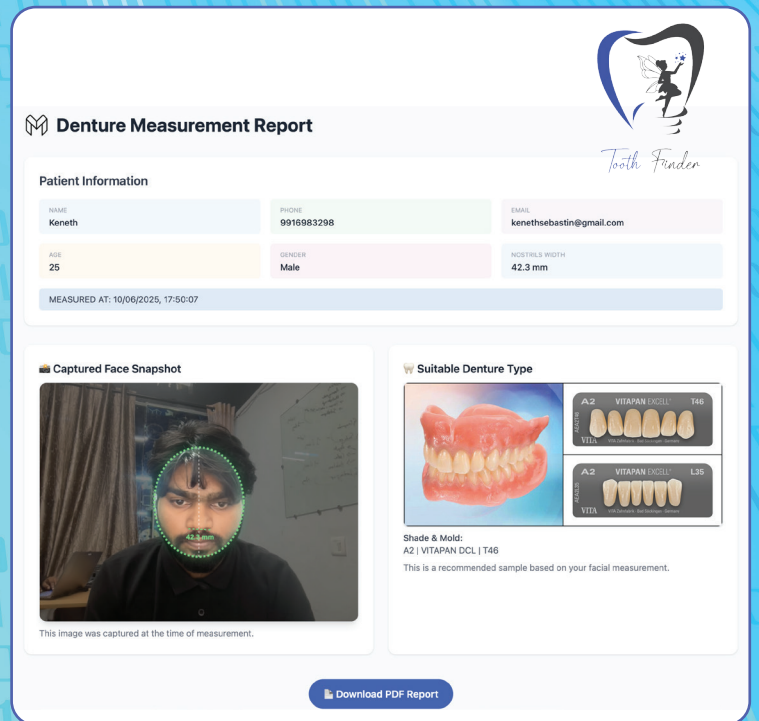 Tooth Finder
Denture Measurement Report
Patient Information
NAME
Keneth
PHONE
9916983298
EMAIL
kenethsebastin@gmail.com
AGE
25
GENDER
Male
NOSTRILS WIDTH
42.3 mm
MEASURED AT: 10/06/2025, 17:50:07
Captured Face Snapshot
42.3 mm
This image was captured at the time of measurement.
Suitable Denture Type
A2 VITAPAN EXCELL T46
VITA
A2 VITAPAN EXCELL L35
VITA
Shade & Mold:
A2 | VITAPAN DCL | T46
This is a recommended sample based on your facial measurement.
Download PDF Report